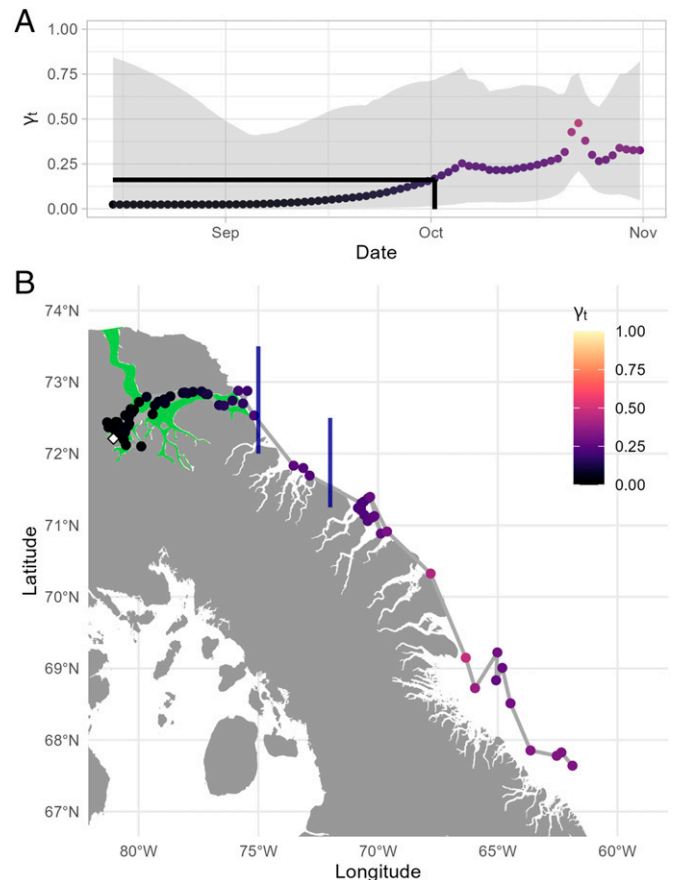 A
1.00
0.75
0.50
0.25
0.00
γt
Sep
Oct
Nov
Date
B
74°N
73°N
72°N
71°N
70°N
69°N
68°N
67°N
Latitude
γt
1.00
0.75
0.50
0.25
0.00
80°W
75°W
70°W
65°W
60°W
Longitude